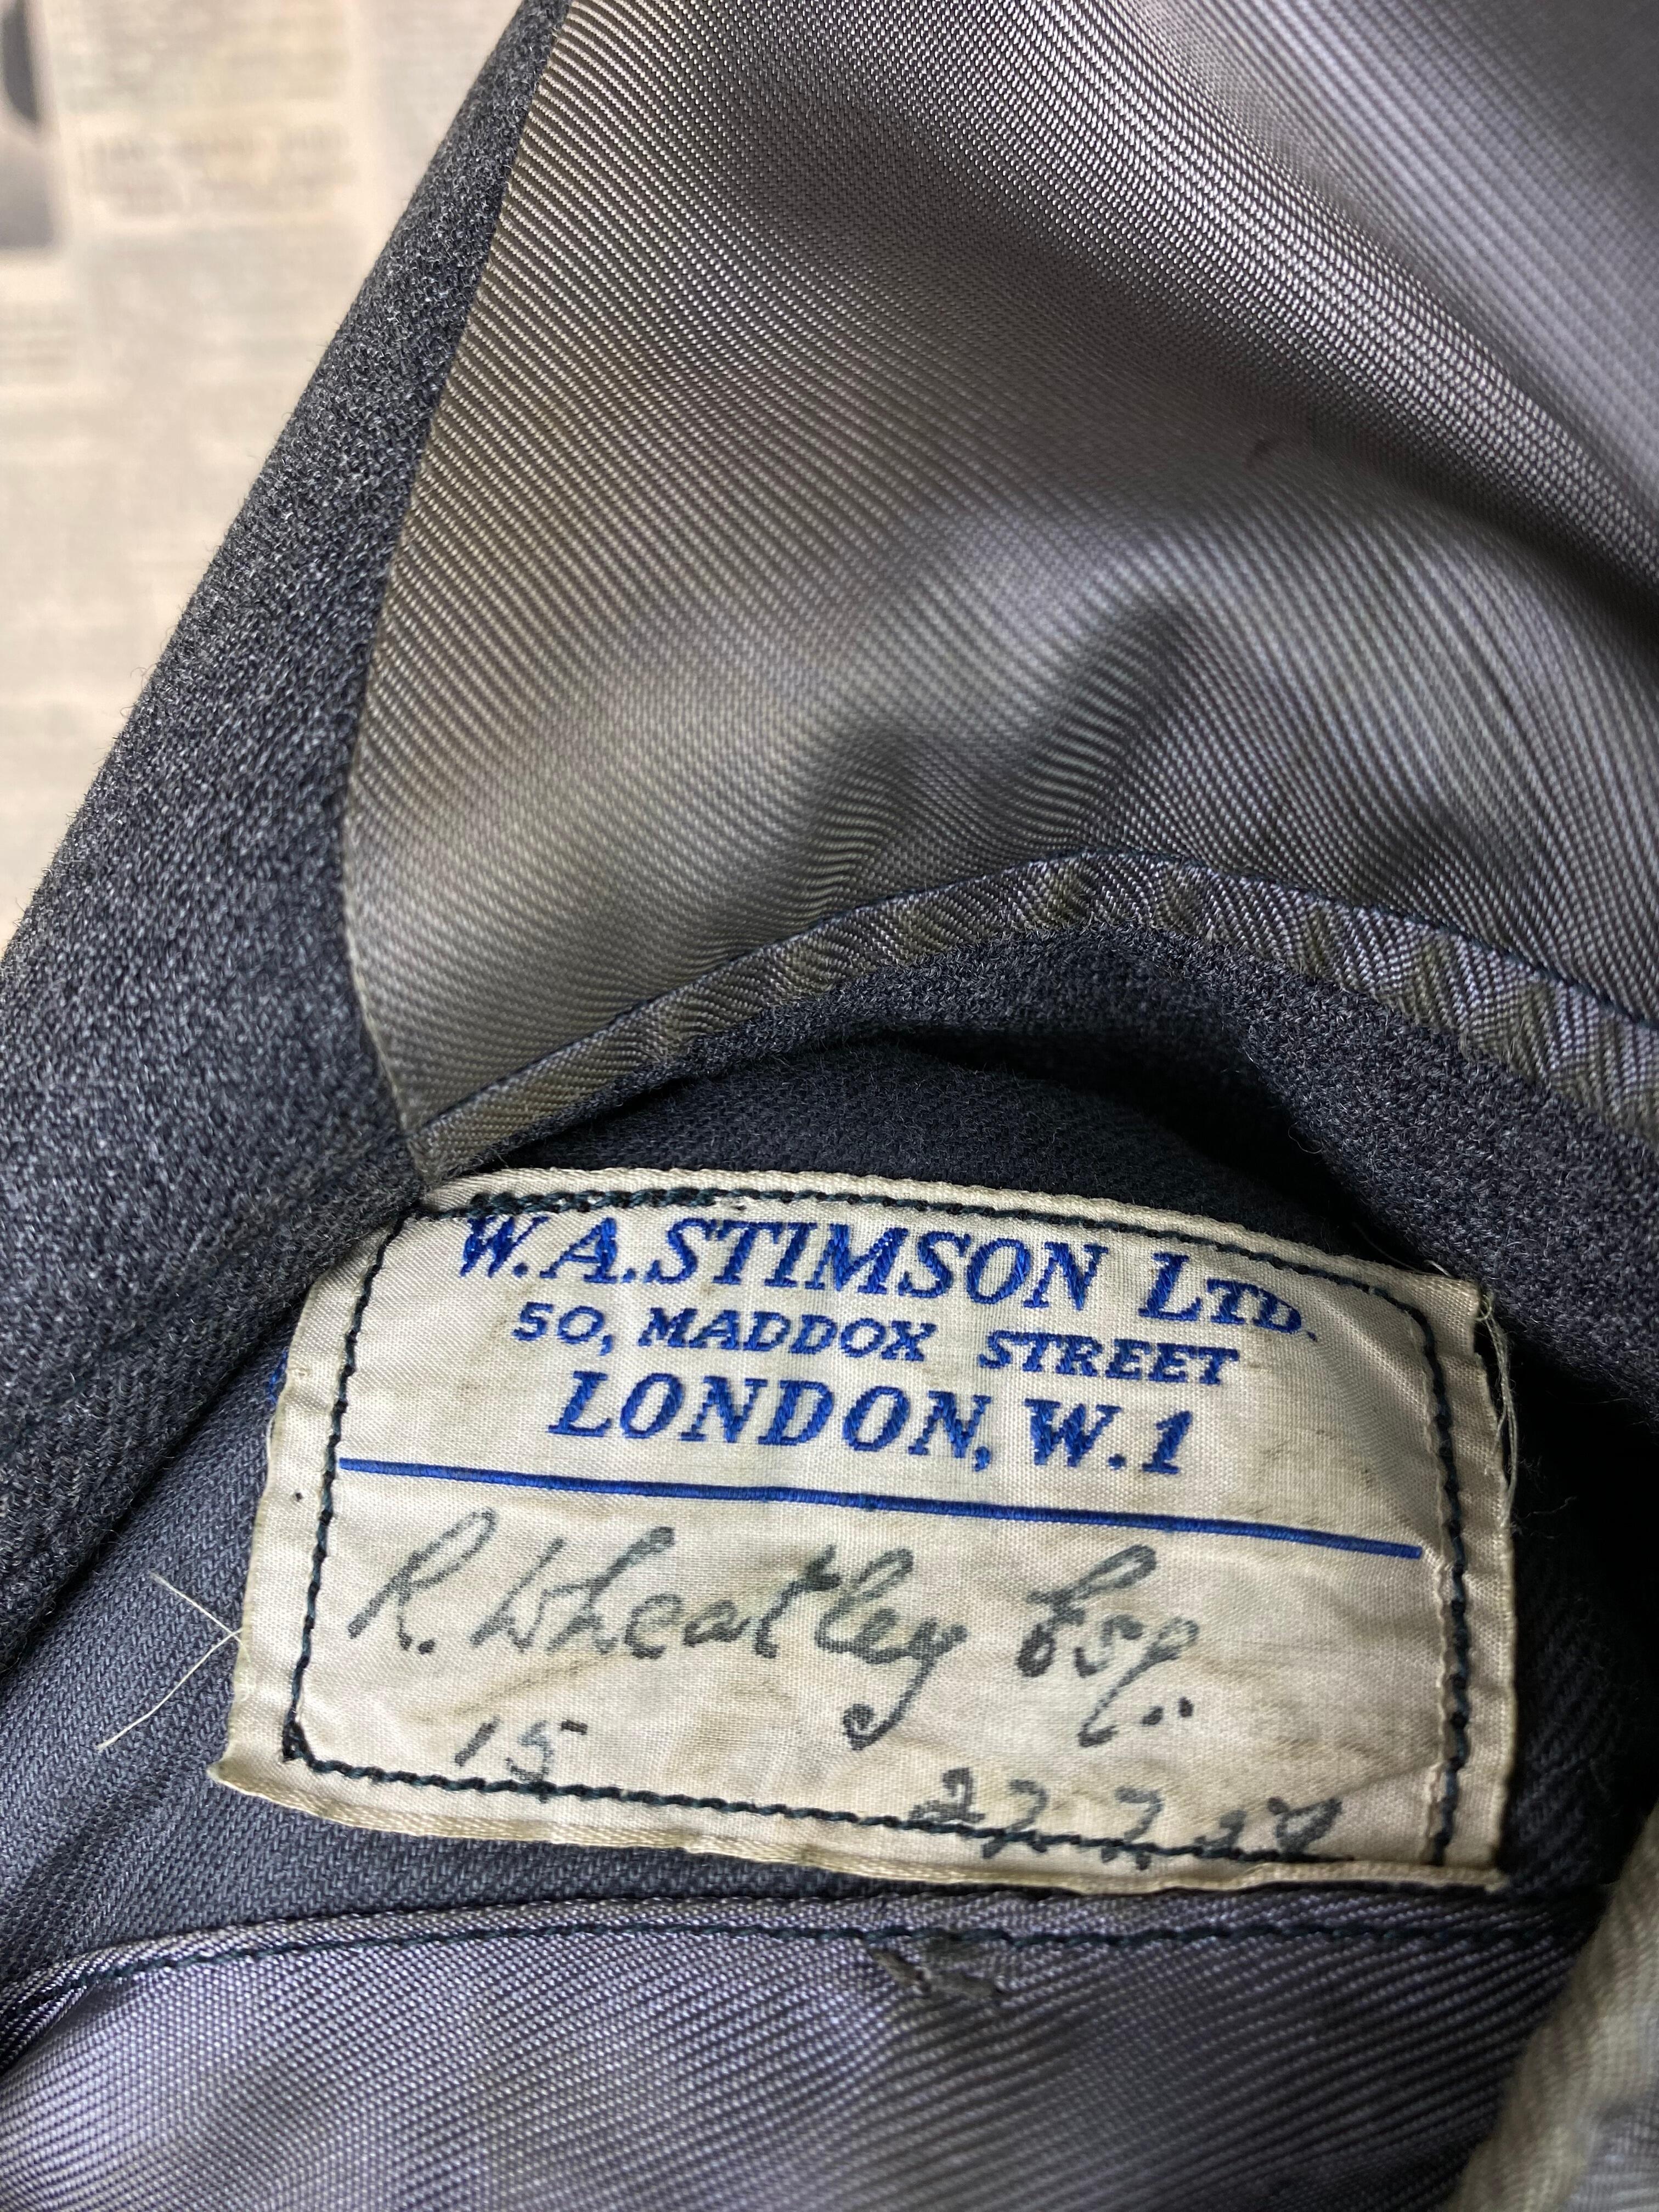 W.A.STIMSON LTD.
50, MADDOX STREET
LONDON, W.1
R. Wheatley Esq.
15